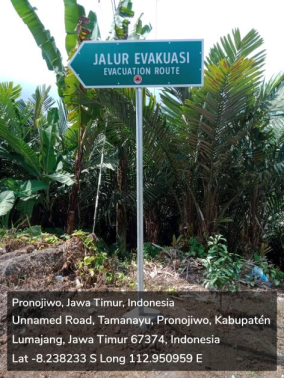 JALUR EVAKUASI
EVACUATION ROUTE
Pronojiwo, Jawa Timur, Indonesia
Unnamed Road, Tamanayu, Pronojiwo, Kabupatén
Lumajang, Jawa Timur 67374, Indonesia
Lat -8.238233 S Long 112.950959 E